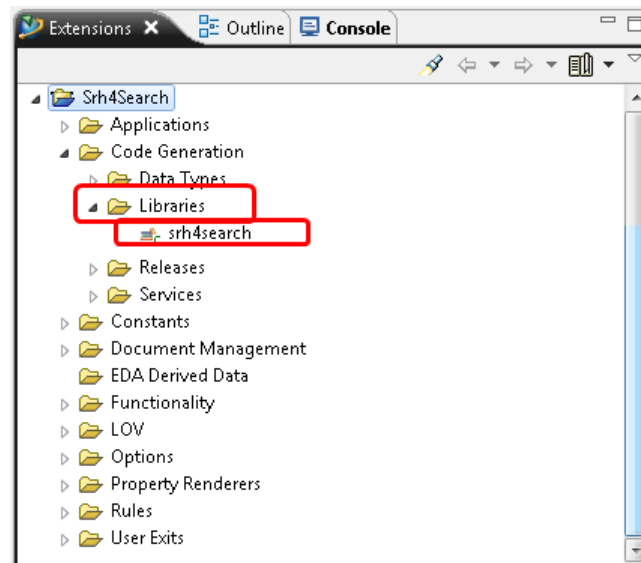 Extensions Outline Console
Srh4Search
Applications
Code Generation
Data Types
Libraries
srh4search
Releases
Services
Constants
Document Management
EDA Derived Data
Functionality
LOV
Options
Property Renderers
Rules
User Exits